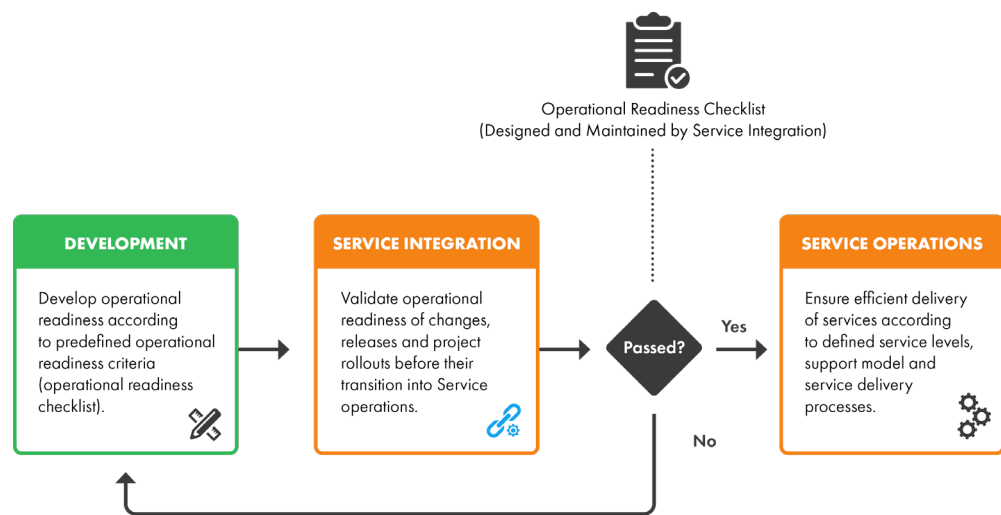 Operational Readiness Checklist
(Designed and Maintained by Service Integration)
DEVELOPMENT
Develop operational
readiness according
to predefined operational
readiness criteria
(operational readiness
checklist).
SERVICE INTEGRATION
Validate operational
readiness of changes,
releases and project
rollouts before their
transition into Service
operations.
Passed?
Yes
No
SERVICE OPERATIONS
Ensure efficient delivery
of services according
to defined service levels,
support model and
service delivery
processes.